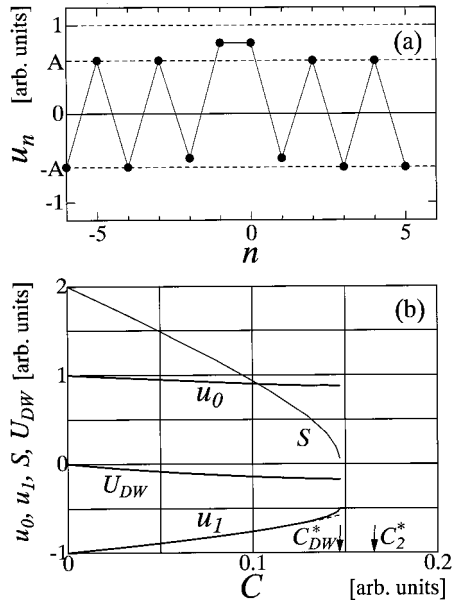 (a)
u_n [arb. units]
1
A
0
-A
-1
-5
0
5
n
(b)
u_0, u_1, S, U_DW [arb. units]
2
1
0
-1
u_0
S
U_DW
u_1
C*_DW
C*_2
0
0.1
0.2
C
[arb. units]